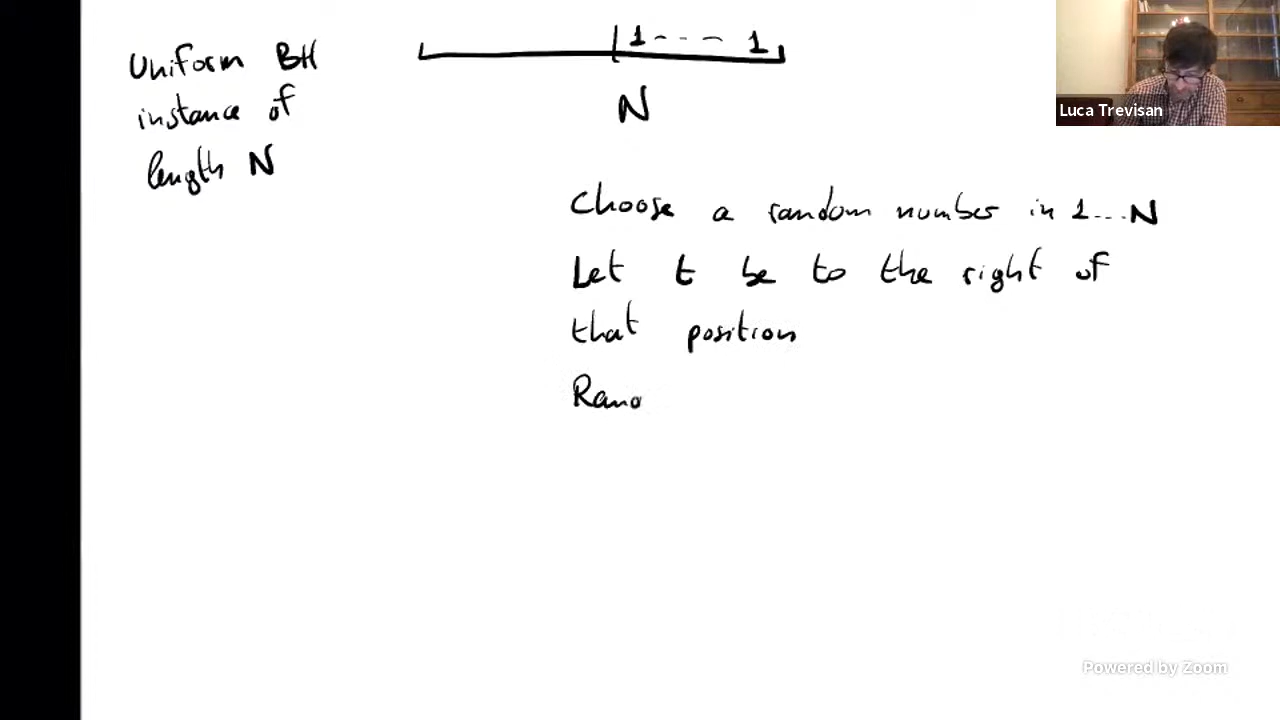 Uniform BH
instance of
length N
1 - - - 1
N
Choose a random number in 1...N
Let t be to the right of
that position
Rano
Luca Trevisan
Powered by Zoom